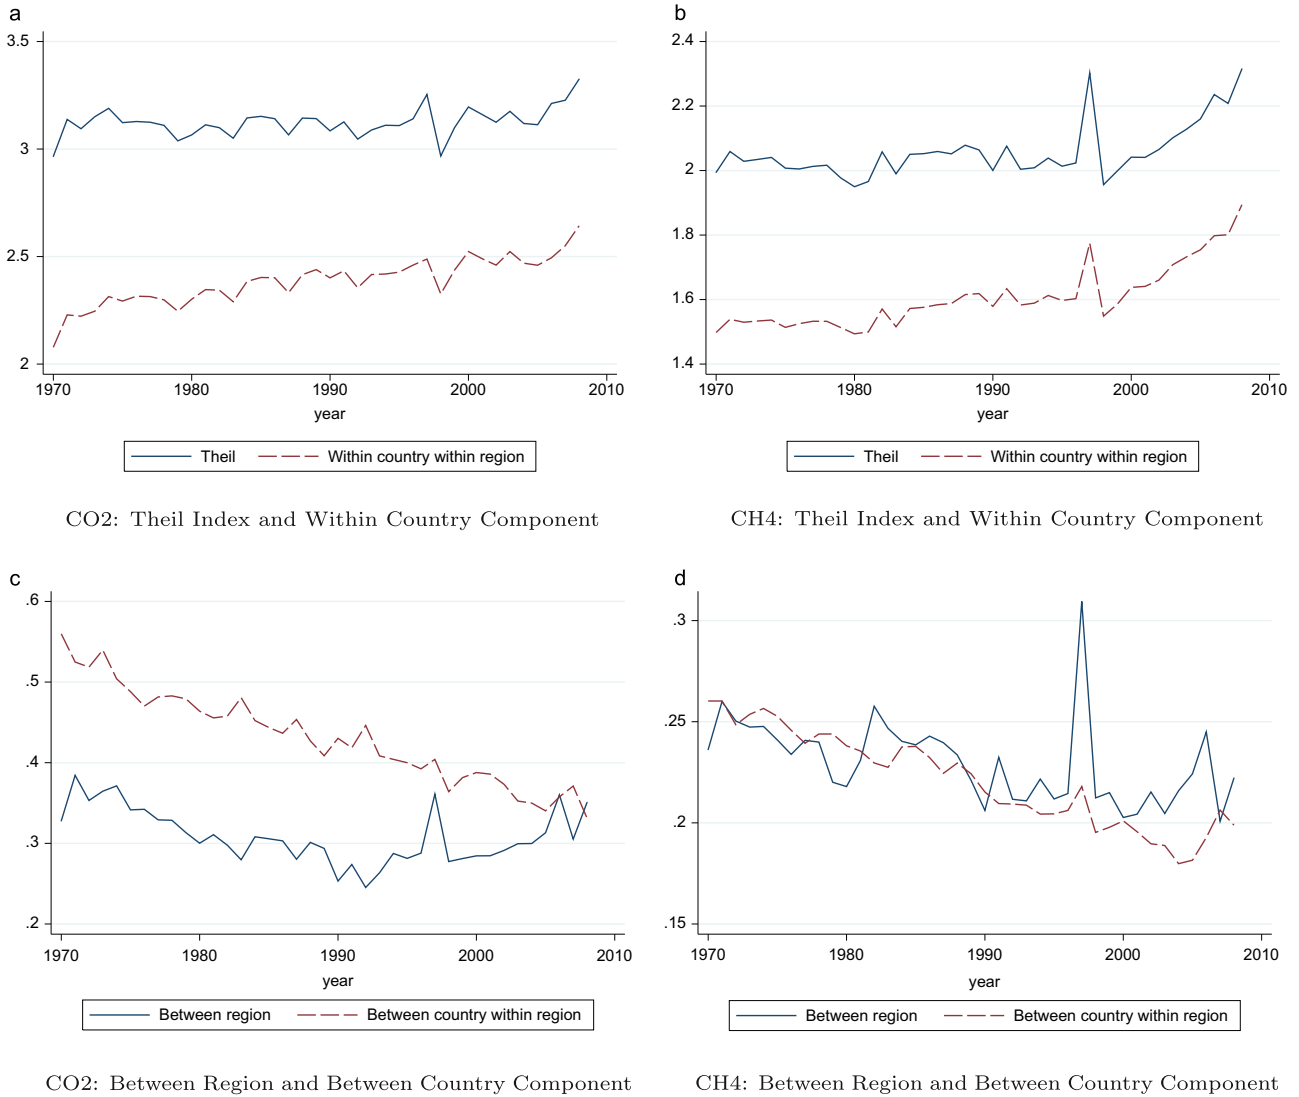 a
3.5
3
2.5
2
1970 1980 1990 2000 2010
year
Theil Within country within region
CO2: Theil Index and Within Country Component
b
2.4
2.2
2
1.8
1.6
1.4
1970 1980 1990 2000 2010
year
Theil Within country within region
CH4: Theil Index and Within Country Component
c
.6
.5
.4
.3
.2
1970 1980 1990 2000 2010
year
Between region Between country within region
CO2: Between Region and Between Country Component
d
.3
.25
.2
.15
1970 1980 1990 2000 2010
year
Between region Between country within region
CH4: Between Region and Between Country Component